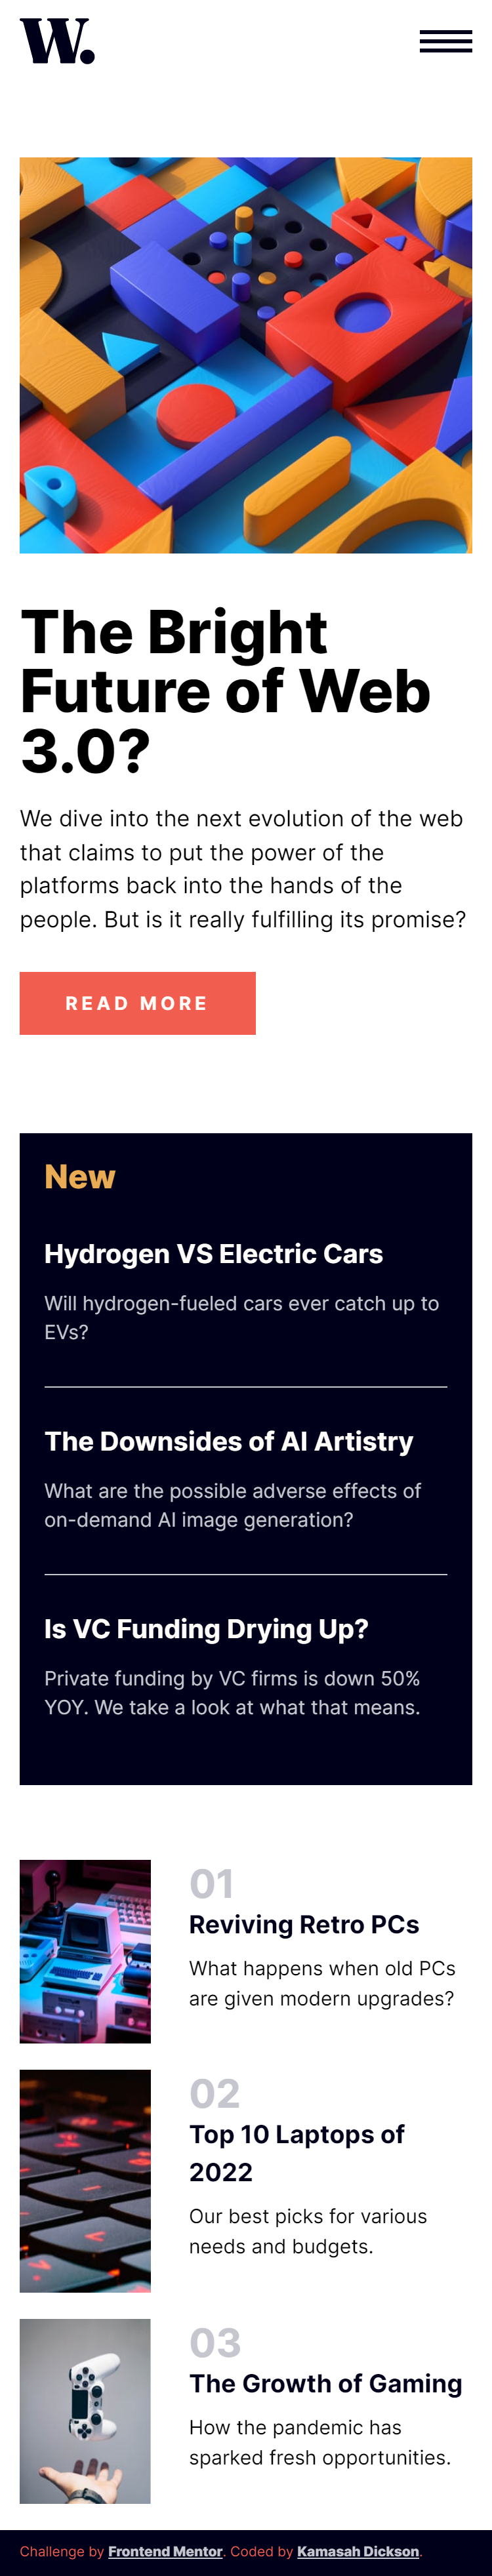 W.
The Bright
Future of Web
3.0?
We dive into the next evolution of the web
that claims to put the power of the
platforms back into the hands of the
people. But is it really fulfilling its promise?
READ MORE
New
Hydrogen VS Electric Cars
Will hydrogen-fueled cars ever catch up to
EVs?
The Downsides of AI Artistry
What are the possible adverse effects of
on-demand AI image generation?
Is VC Funding Drying Up?
Private funding by VC firms is down 50%
YOY. We take a look at what that means.
01
Reviving Retro PCs
What happens when old PCs
are given modern upgrades?
02
Top 10 Laptops of
2022
Our best picks for various
needs and budgets.
03
The Growth of Gaming
How the pandemic has
sparked fresh opportunities.
Challenge by Frontend Mentor. Coded by Kamasah Dickson.